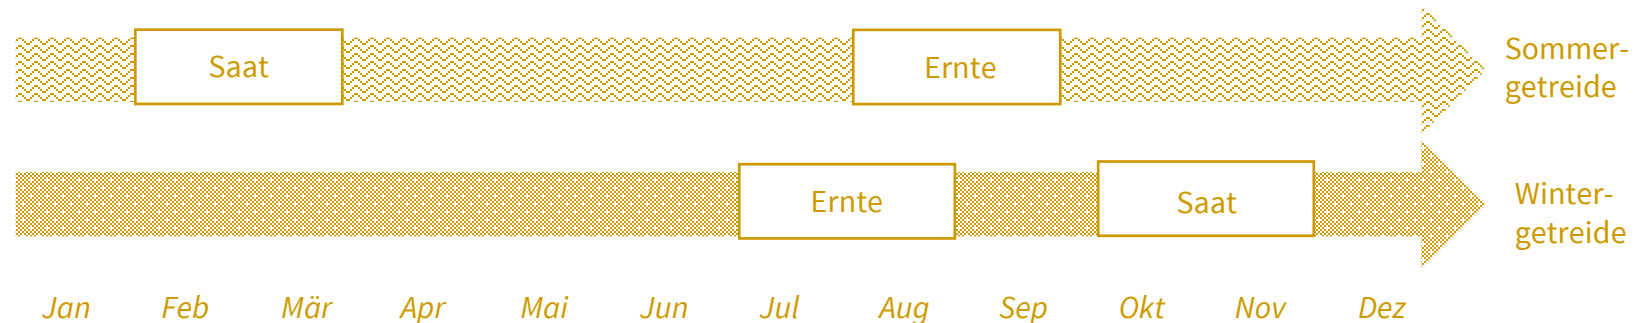 Saat
Ernte
Sommer-
getreide
Ernte
Saat
Winter-
getreide
Jan Feb Mär Apr Mai Jun Jul Aug Sep Okt Nov Dez